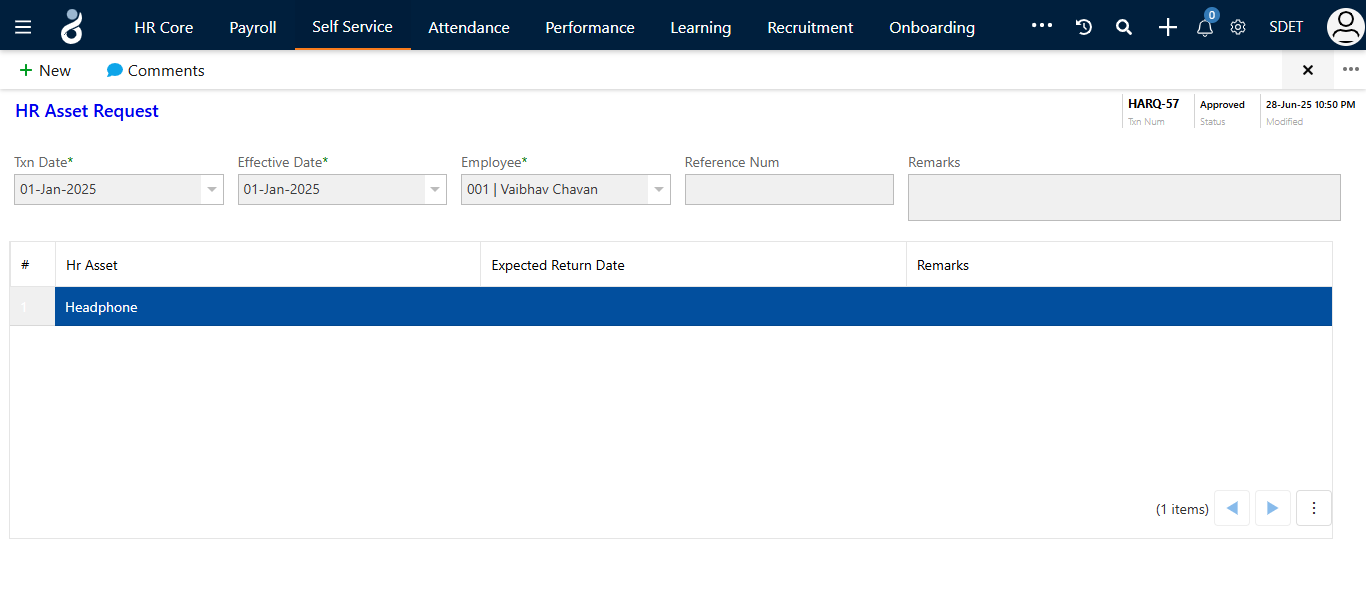 HR Core Payroll Self Service Attendance Performance Learning Recruitment Onboarding 0 SDET
New Comments
HR Asset Request
HARQ-57 Approved 28-Jun-25 10:50 PM
Txn Num Status Modified
Txn Date* Effective Date* Employee* Reference Num Remarks
01-Jan-2025 01-Jan-2025 001 | Vaibhav Chavan
# Hr Asset Expected Return Date Remarks
1 Headphone
(1 items)